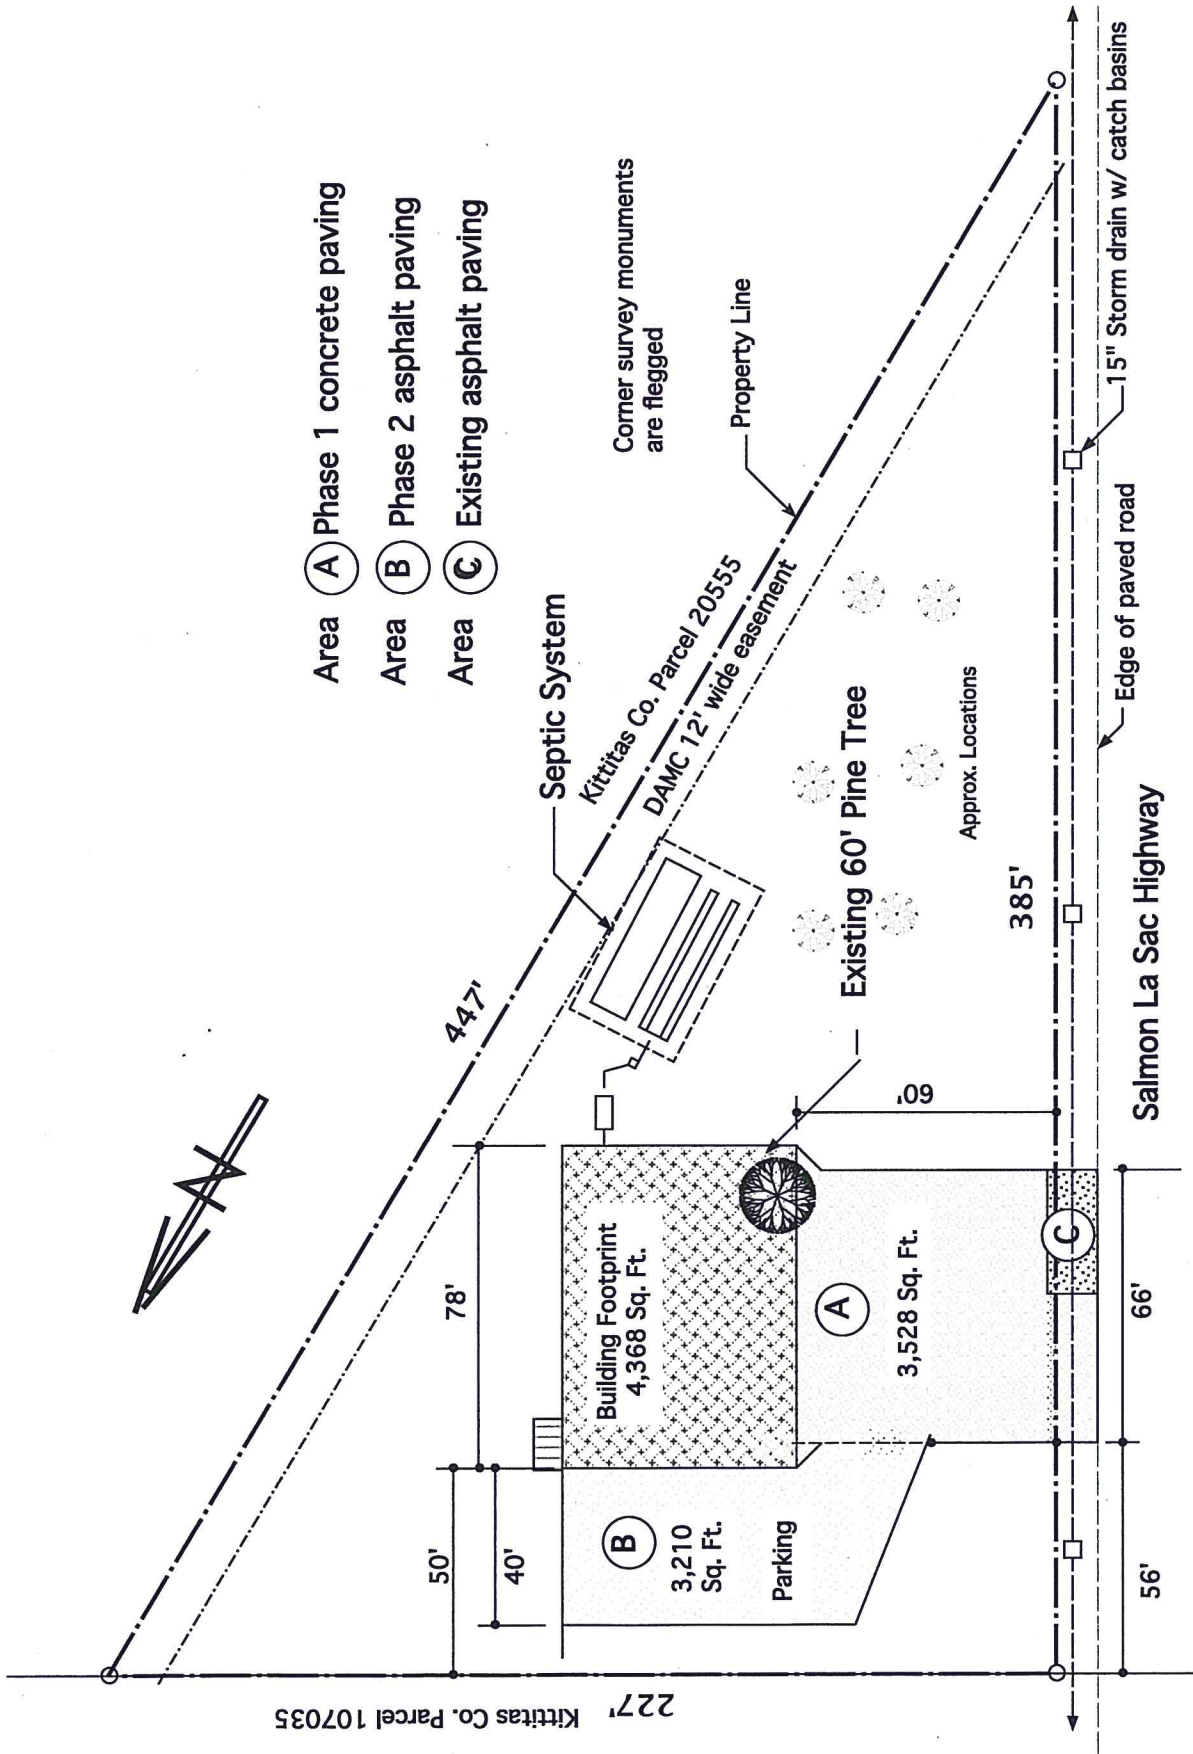 Area A Phase 1 concrete paving
Area B Phase 2 asphalt paving
Area C Existing asphalt paving
Corner survey monuments
are flegged
Property Line
Septic System
Kittitas Co. Parcel 20555
DAMC 12' wide easement
447'
N
78'
50'
40'
Building Footprint
4,368 Sq. Ft.
Existing 60' Pine Tree
Approx. Locations
60'
385'
A
3,528 Sq. Ft.
B
3,210
Sq. Ft.
Parking
C
Kittitas Co. Parcel 107035
227'
66'
56'
Edge of paved road
15" Storm drain w/ catch basins
Salmon La Sac Highway